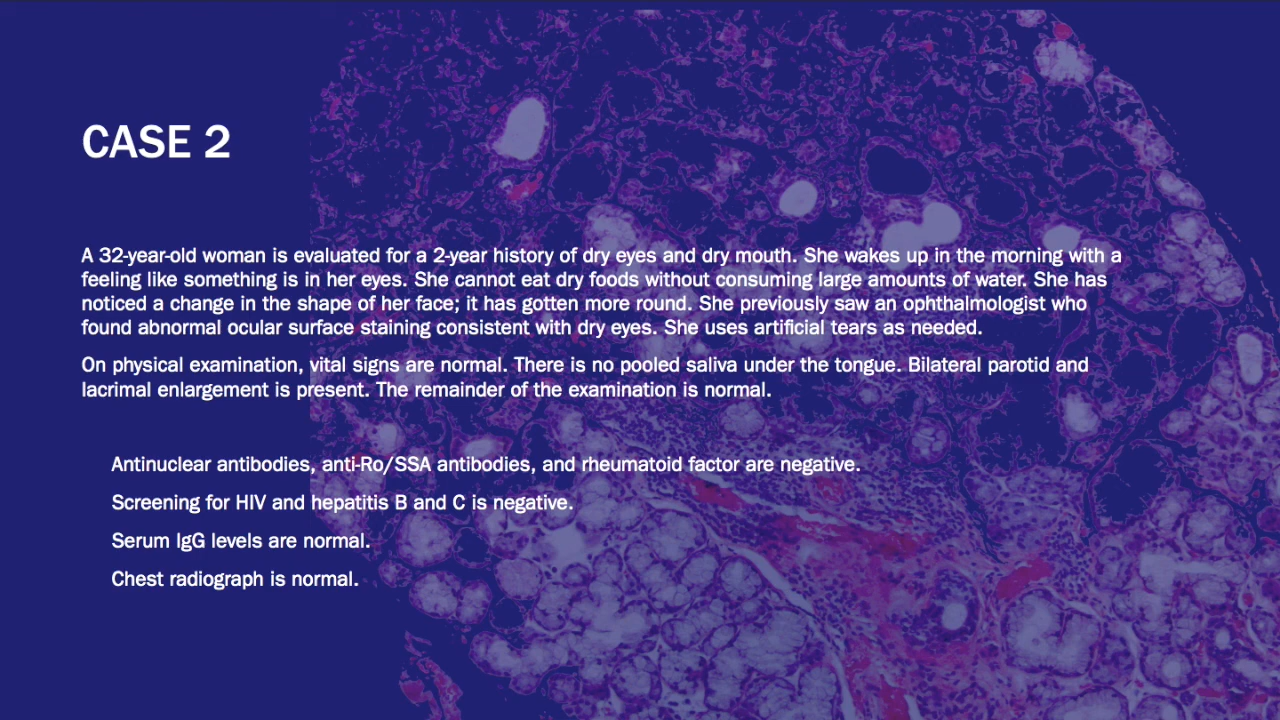 CASE 2
A 32-year-old woman is evaluated for a 2-year history of dry eyes and dry mouth. She wakes up in the morning with a
feeling like something is in her eyes. She cannot eat dry foods without consuming large amounts of water. She has
noticed a change in the shape of her face; it has gotten more round. She previously saw an ophthalmologist who
found abnormal ocular surface staining consistent with dry eyes. She uses artificial tears as needed.
On physical examination, vital signs are normal. There is no pooled saliva under the tongue. Bilateral parotid and
lacrimal enlargement is present. The remainder of the examination is normal.
Antinuclear antibodies, anti-Ro/SSA antibodies, and rheumatoid factor are negative.
Screening for HIV and hepatitis B and C is negative.
Serum IgG levels are normal.
Chest radiograph is normal.